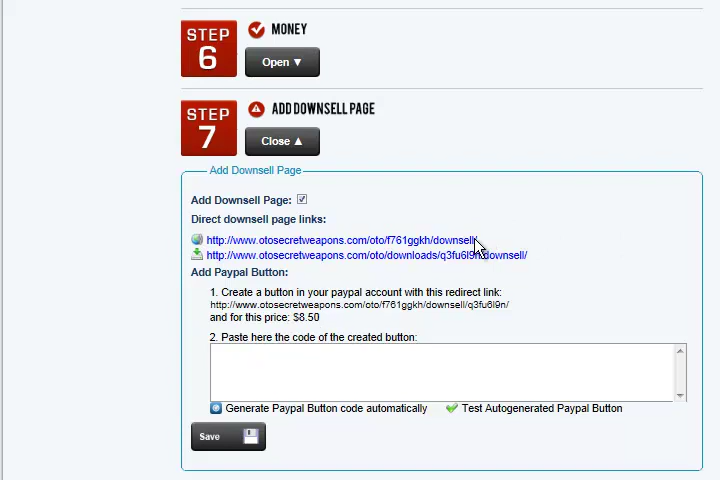 STEP
6
MONEY
Open ▼
STEP
7
ADD DOWNSELL PAGE
Close ▲
Add Downsell Page
Add Downsell Page:
Direct downsell page links:
http://www.otosecretweapons.com/oto/f761ggkh/downsell/
http://www.otosecretweapons.com/oto/downloads/q3fu6l9n/downsell/
Add Paypal Button:
1. Create a button in your paypal account with this redirect link:
http://www.otosecretweapons.com/oto/f761ggkh/downsell/q3fu6l9n/
and for this price: $8.50
2. Paste here the code of the created button:
Generate Paypal Button code automatically
Test Autogenerated Paypal Button
Save